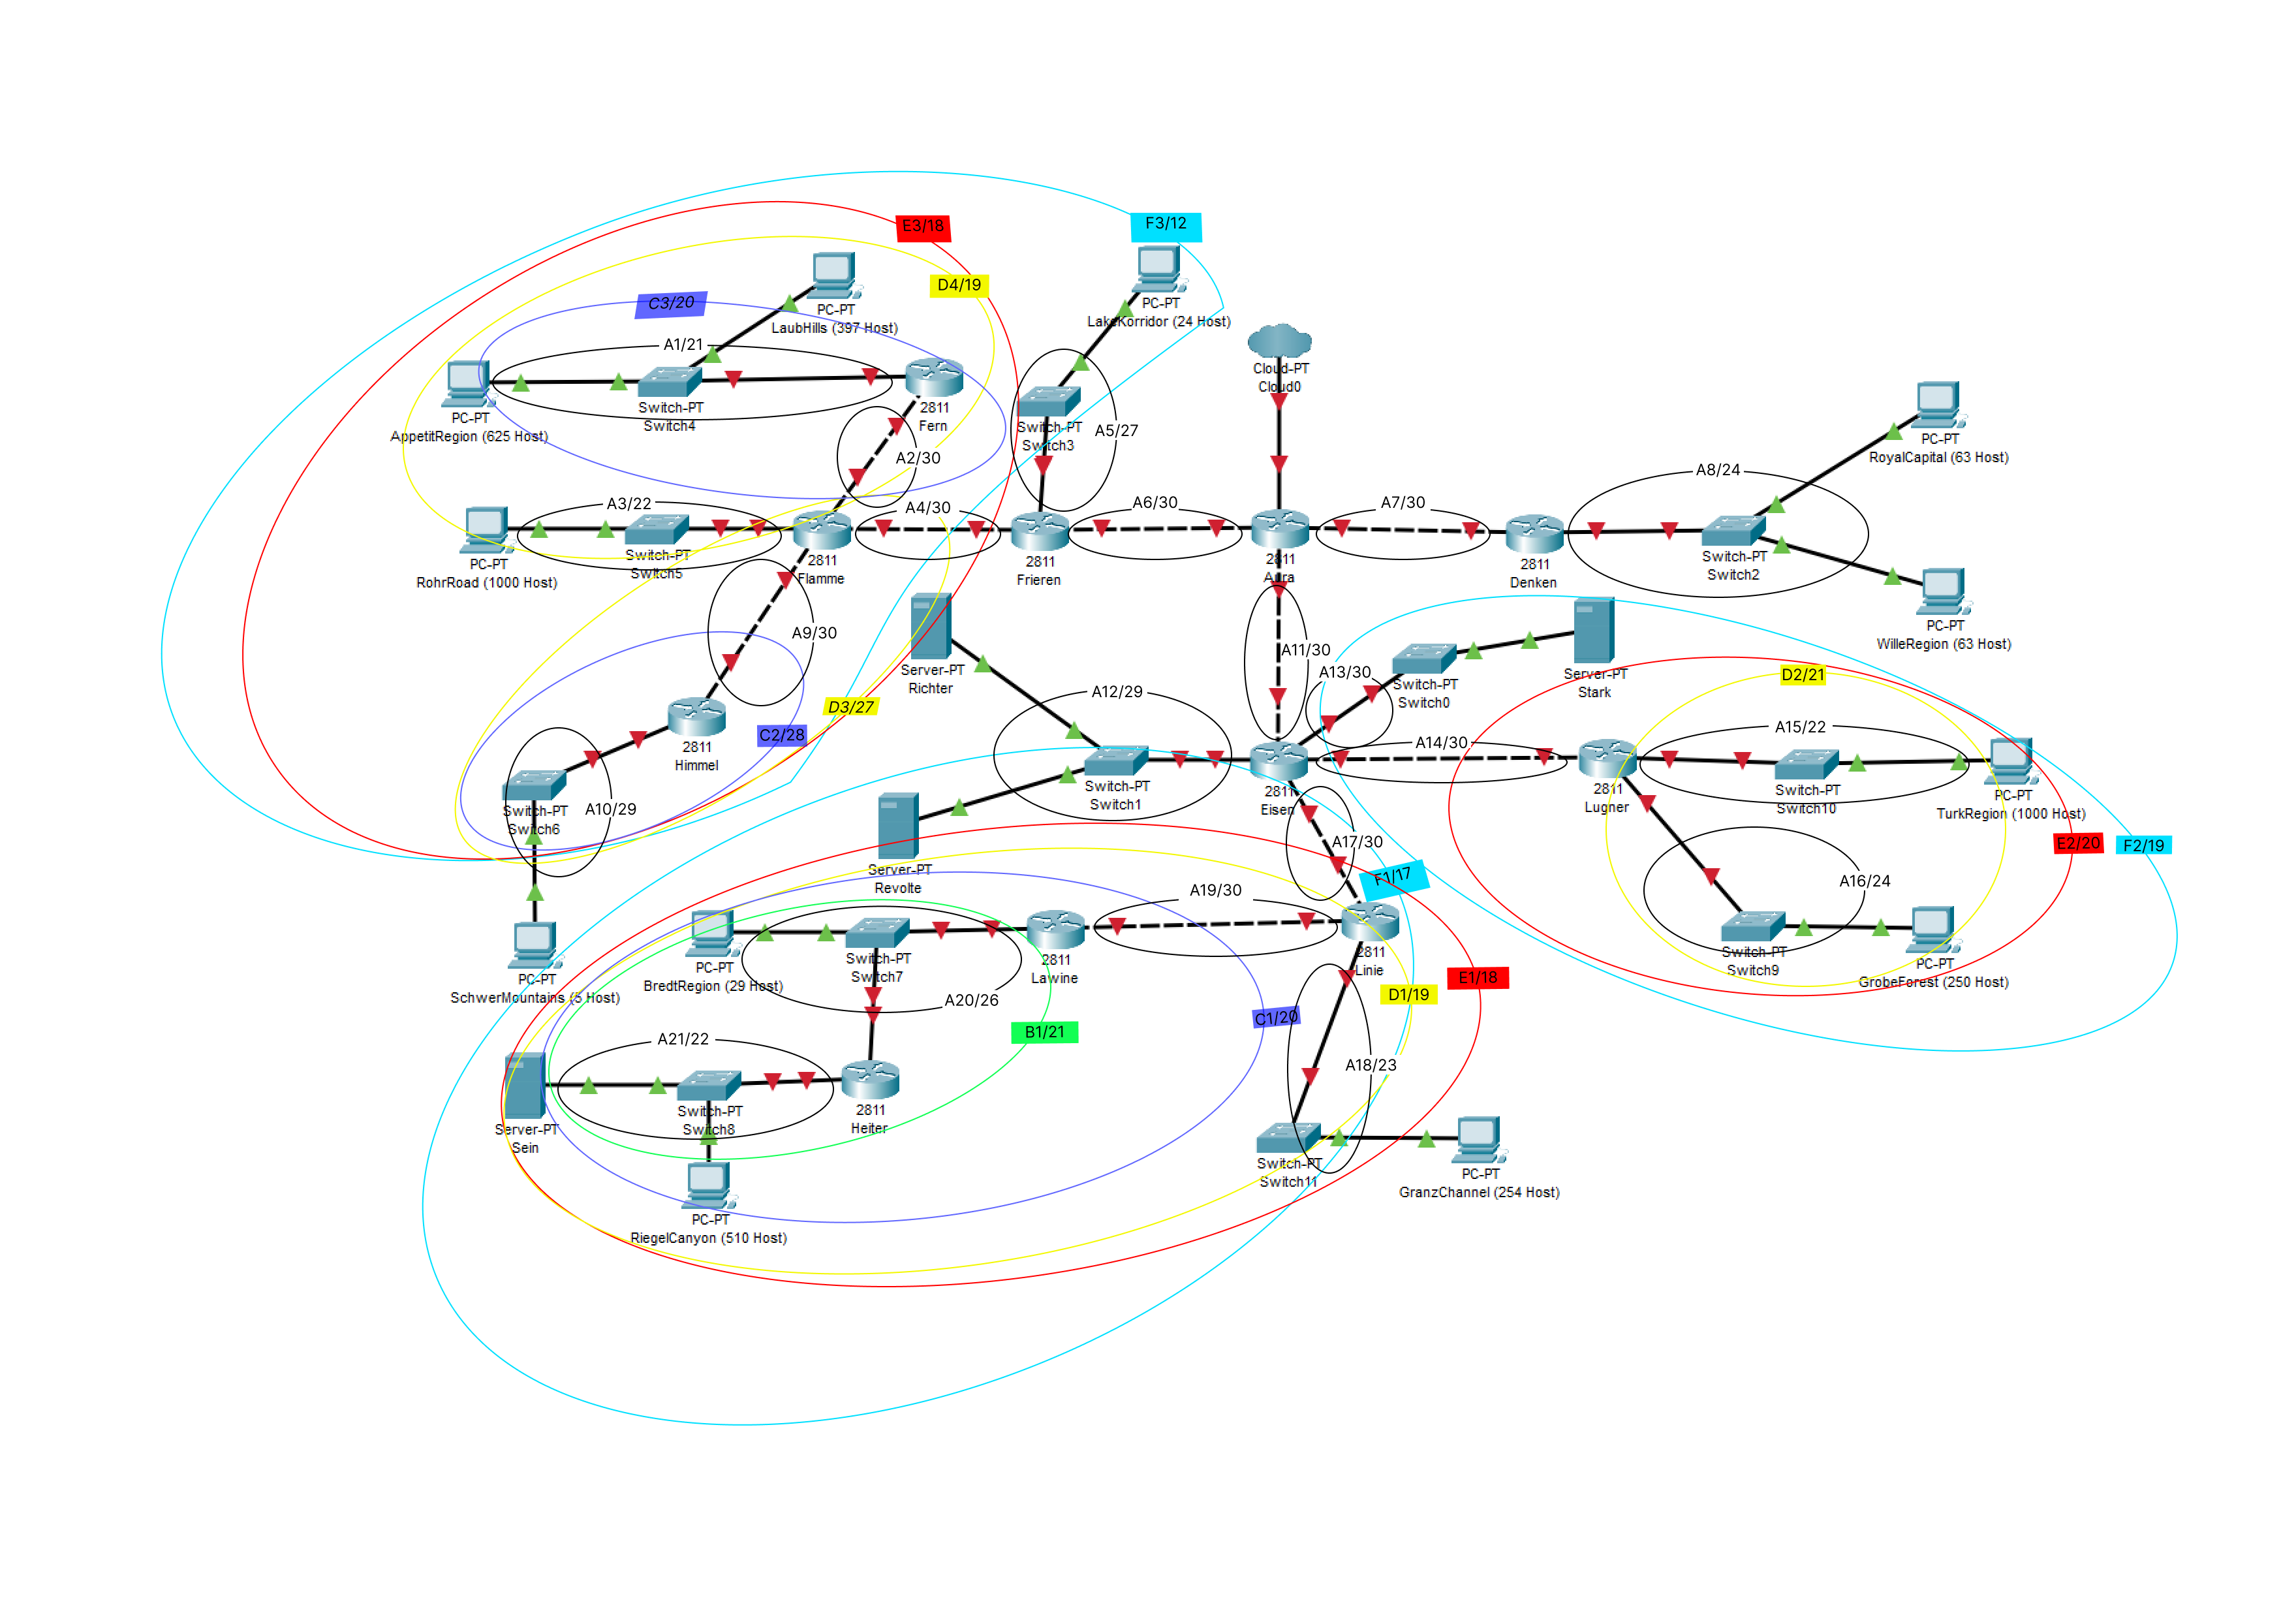 F3/12
E3/18
D4/19
C3/20
PC-PT
LaubHills (397 Host)
PC-PT
LakeKorridor (24 Host)
A1/21
Cloud-PT
Cloud0
PC-PT
AppetitRegion (625 Host)
Switch-PT
Switch4
2811
Fern
Switch-PT
Switch3
A5/27
PC-PT
RoyalCapital (63 Host)
A2/30
A8/24
A3/22
A4/30
A6/30
A7/30
PC-PT
RohrRoad (1000 Host)
Switch-PT
Switch5
2811
Flamme
2811
Frieren
2811
Aura
2811
Denken
Switch-PT
Switch2
PC-PT
WilleRegion (63 Host)
A9/30
A11/30
Server-PT
Richter
A13/30
Switch-PT
Switch0
Server-PT
Stark
D2/21
A12/29
D3/27
C2/28
2811
Himmel
A14/30
A15/22
Switch-PT
Switch6
A10/29
Switch-PT
Switch1
2811
Eisen
2811
Lugner
Switch-PT
Switch10
PC-PT
TurkRegion (1000 Host)
A17/30
E2/20
F2/19
Server-PT
Revolte
F1/17
A16/24
A19/30
PC-PT
SchwerMountains (5 Host)
PC-PT
BredtRegion (29 Host)
Switch-PT
Switch7
2811
Lawine
2811
Linie
Switch-PT
Switch9
PC-PT
GrobeForest (250 Host)
E1/18
D1/19
A20/26
C1/20
B1/21
A21/22
A18/23
Server-PT
Sein
Switch-PT
Switch8
2811
Heiter
Switch-PT
Switch11
PC-PT
GranzChannel (254 Host)
PC-PT
RiegelCanyon (510 Host)